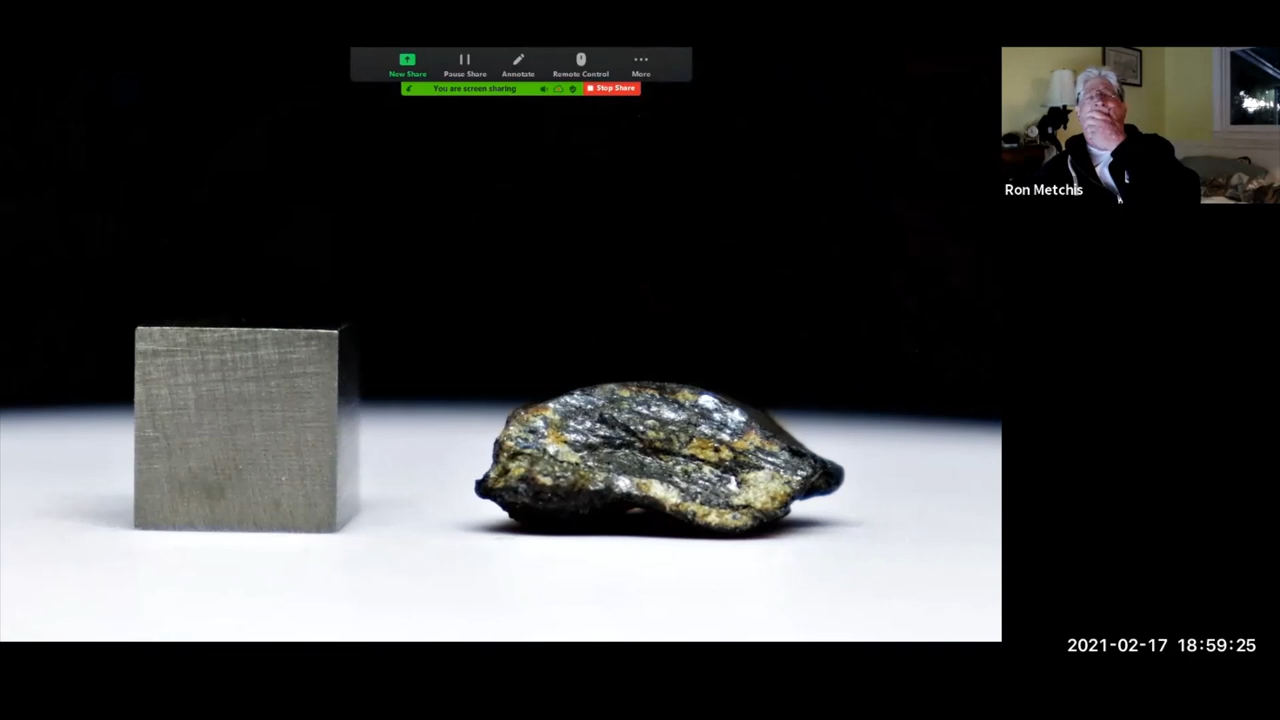 New Share
Pause Share
Annotate
Remote Control
More
You are screen sharing
Stop Share
Ron Metchis
2021-02-17 18:59:25